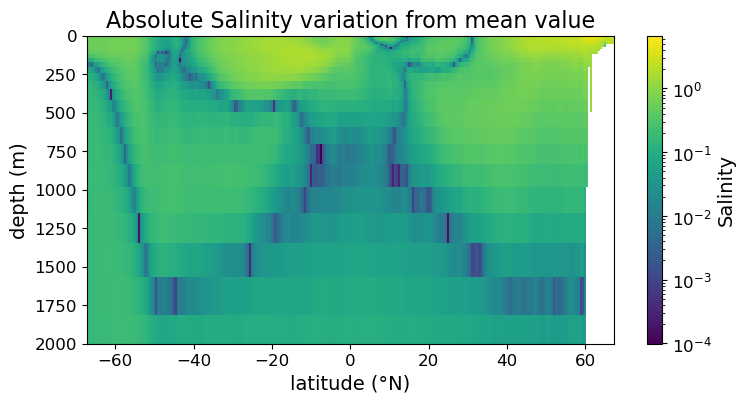 Absolute Salinity variation from mean value
0
250
500
750
1000
1250
1500
1750
2000
depth (m)
−60 −40 −20 0 20 40 60
latitude (°N)
10⁰
10⁻¹
10⁻²
10⁻³
10⁻⁴
Salinity